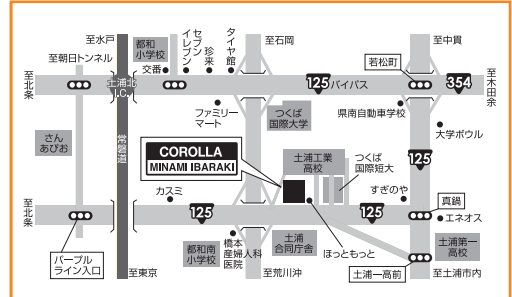 至水戸
至朝日トンネル
都和
小学校
交番
セブン
イレブン
珍来
タイヤ館
至石岡
至中貫
若松町
至北条
土浦北
I.C.
125
バイパス
354
至木田余
ファミリー
マート
つくば
国際大学
県南自動車学校
大学ボウル
さん
あぴお
常磐道
COROLLA
MINAMI IBARAKI
土浦工業
高校
つくば
国際短大
125
カスミ
すぎのや
真鍋
至北条
125
125
エネオス
パープル
ライン入口
都和南
小学校
橋本
産婦人科
医院
土浦
合同庁舎
ほっともっと
土浦第一
高校
土浦一高前
至東京
至荒川沖
至土浦市内